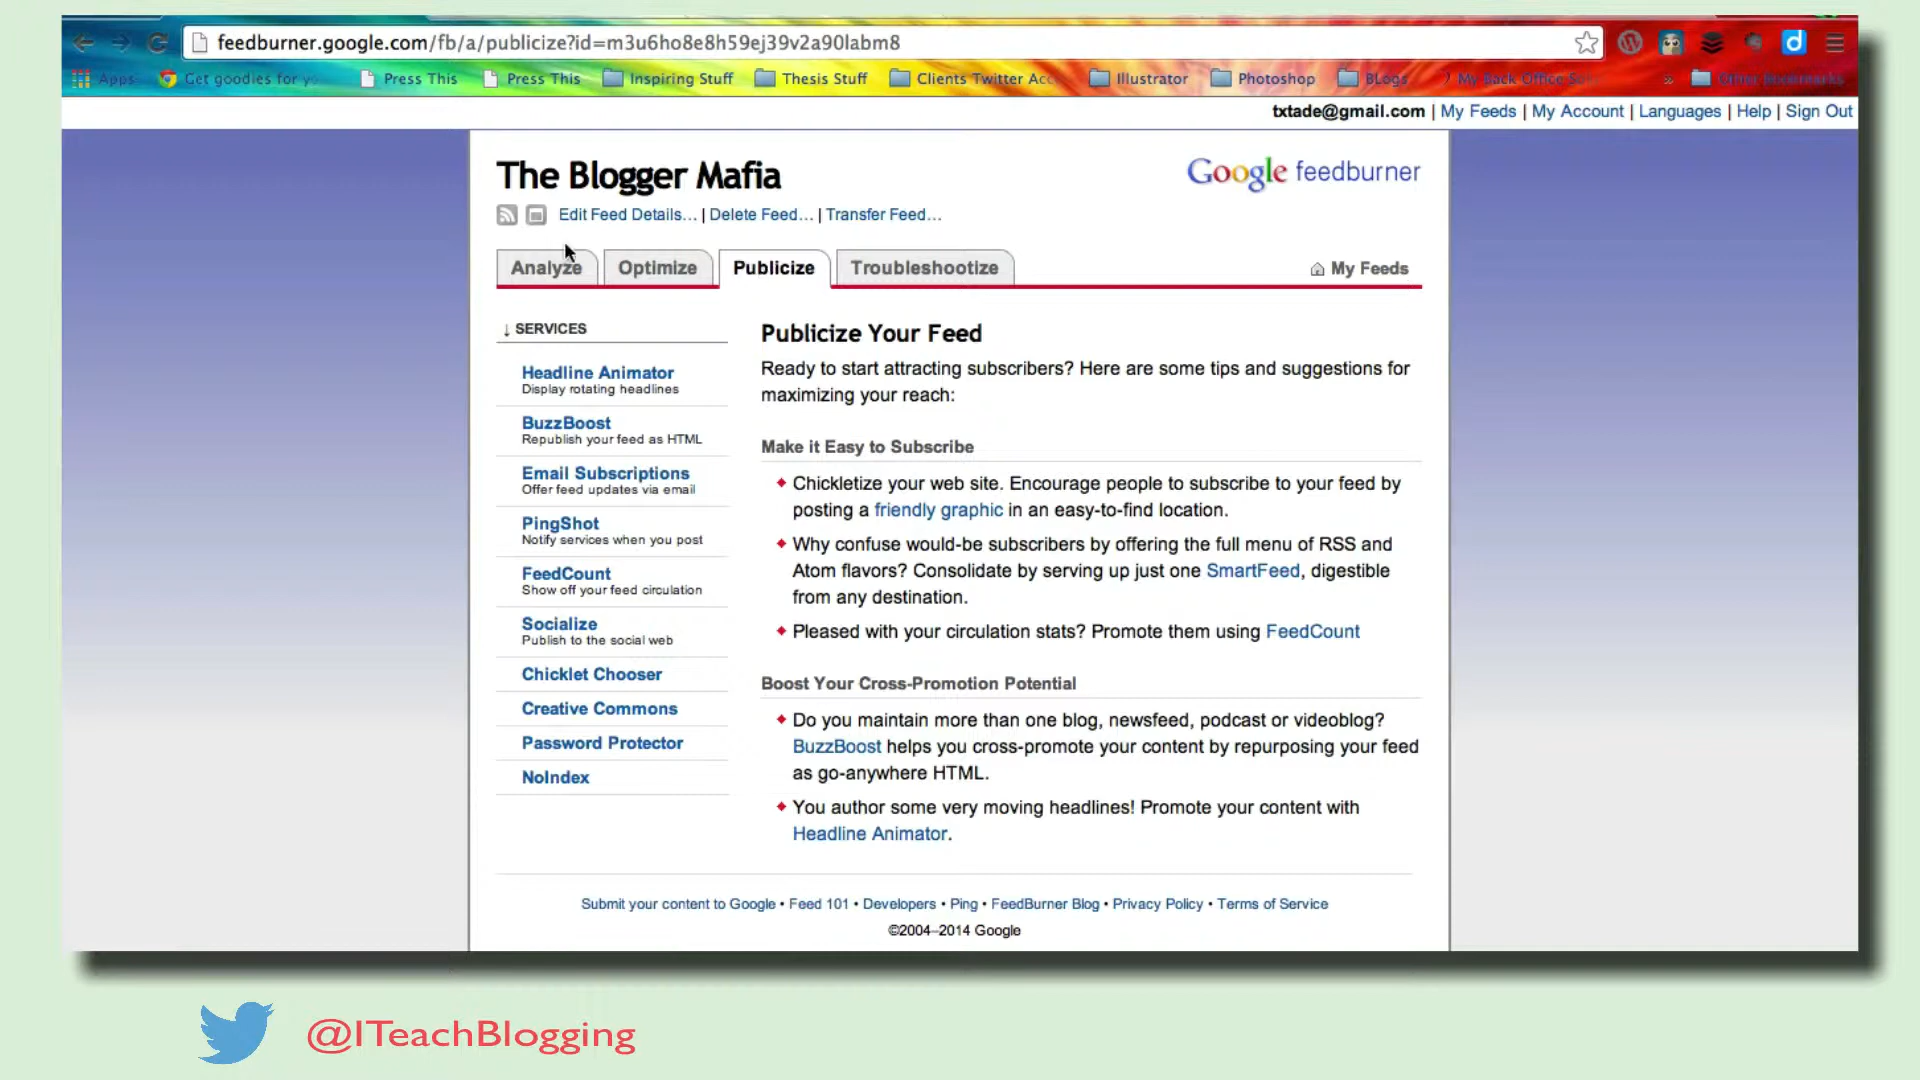 feedburner.google.com/fb/a/publicize?id=m3u6ho8e8h59ej39v2a90labm8
Apps Get goodies for y Press This Press This Inspiring Stuff Thesis Stuff Clients Twitter Acc Illustrator Photoshop BLogs My Back Office So » Other Bookmarks
txtade@gmail.com | My Feeds | My Account | Languages | Help | Sign Out
The Blogger Mafia
Google feedburner
Edit Feed Details... | Delete Feed... | Transfer Feed...
Analyze Optimize Publicize Troubleshootize My Feeds
↓ SERVICES
Headline Animator
Display rotating headlines
BuzzBoost
Republish your feed as HTML
Email Subscriptions
Offer feed updates via email
PingShot
Notify services when you post
FeedCount
Show off your feed circulation
Socialize
Publish to the social web
Chicklet Chooser
Creative Commons
Password Protector
NoIndex
Publicize Your Feed
Ready to start attracting subscribers? Here are some tips and suggestions for
maximizing your reach:
Make it Easy to Subscribe
Chickletize your web site. Encourage people to subscribe to your feed by
posting a friendly graphic in an easy-to-find location.
Why confuse would-be subscribers by offering the full menu of RSS and
Atom flavors? Consolidate by serving up just one SmartFeed, digestible
from any destination.
Pleased with your circulation stats? Promote them using FeedCount
Boost Your Cross-Promotion Potential
Do you maintain more than one blog, newsfeed, podcast or videoblog?
BuzzBoost helps you cross-promote your content by repurposing your feed
as go-anywhere HTML.
You author some very moving headlines! Promote your content with
Headline Animator.
Submit your content to Google • Feed 101 • Developers • Ping • FeedBurner Blog • Privacy Policy • Terms of Service
©2004–2014 Google
@ITeachBlogging